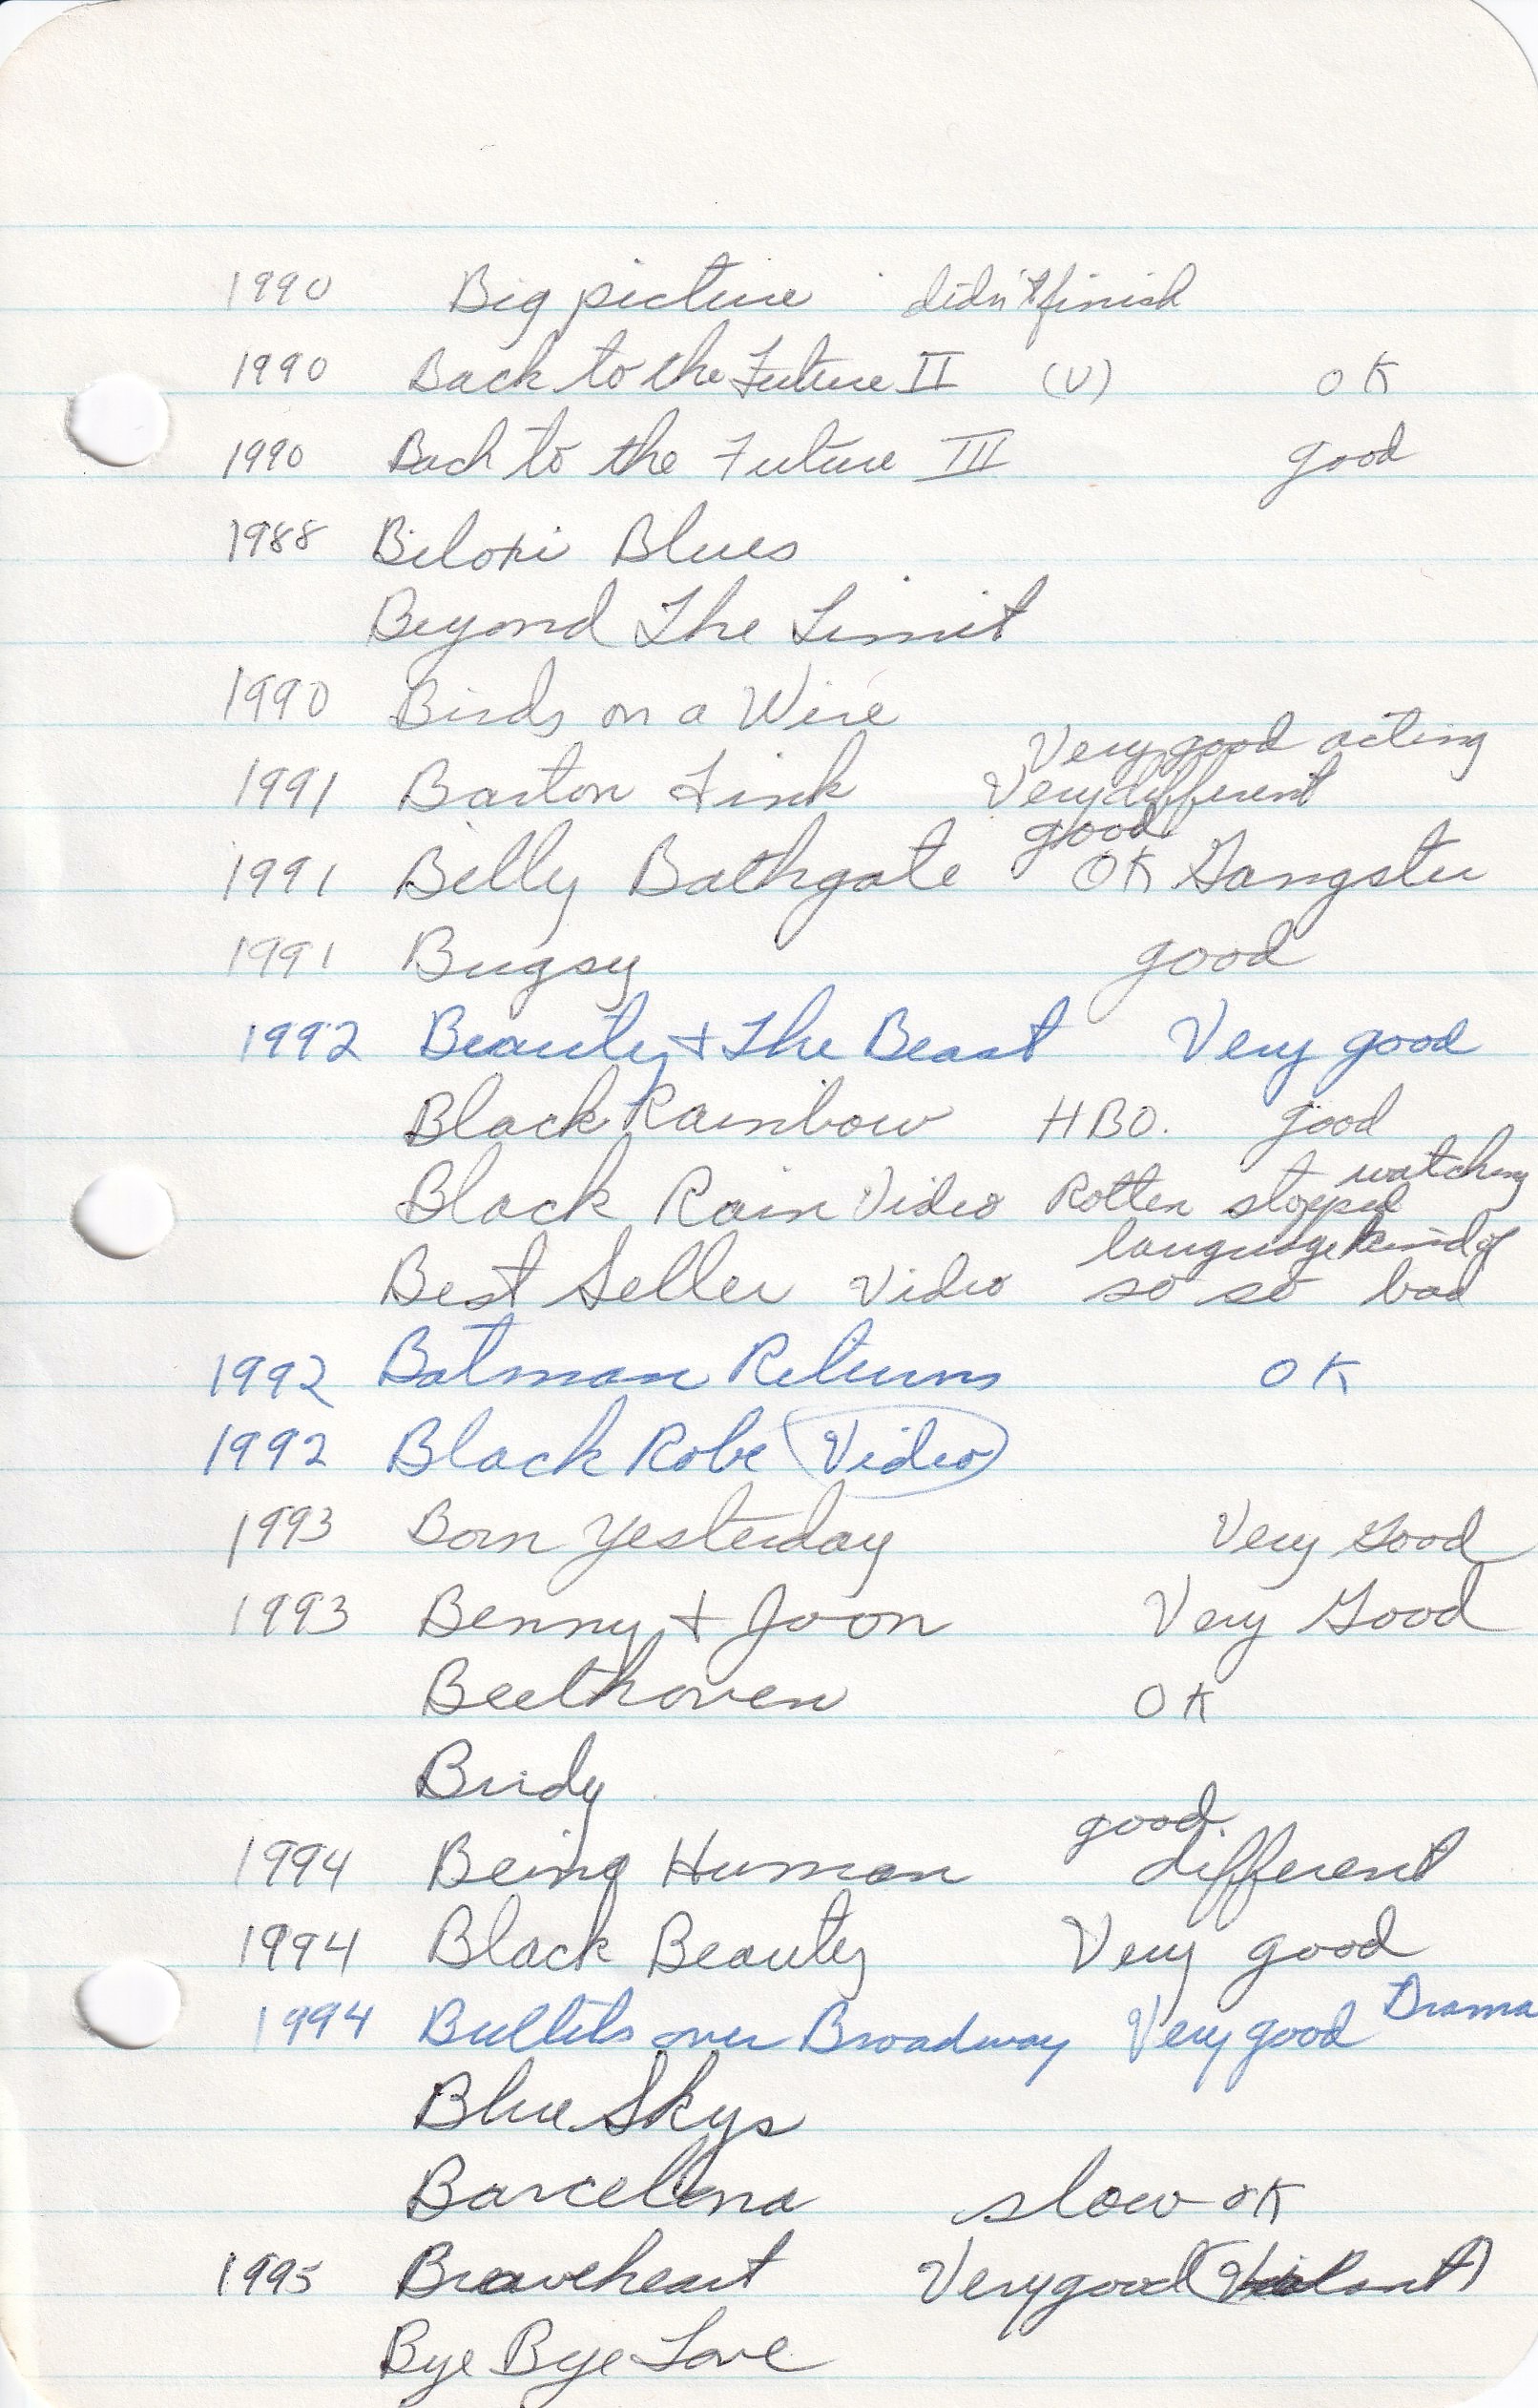 1990 Big picture didn't finish
1990 Back to the Future II (V) OK
1990 Back to the Future III good
1988 Biloxi Blues
Beyond The Limit
1990 Birds on a Wire
Very good acting
1991 Barton Fink Very different
good
1991 Billy Bathgate OK Gangster
1991 Bugsy good
1992 Beauty + The Beast Very good
Black Rainbow HBO. good
watching
Black Rain Video Rotten stopped
language kind of
Best Seller Video so so bad
1992 Batman Returns OK
1992 Black Robe Video
1993 Born Yesterday Very Good
1993 Benny + Joon Very Good
Beethoven OK
Birdy
good
1994 Being Human different
1994 Black Beauty Very good
1994 Bullets over Broadway Very good Drama
Blue Skys
Barcelona slow OK
1995 Braveheart Very good (Violant)
Bye Bye Love